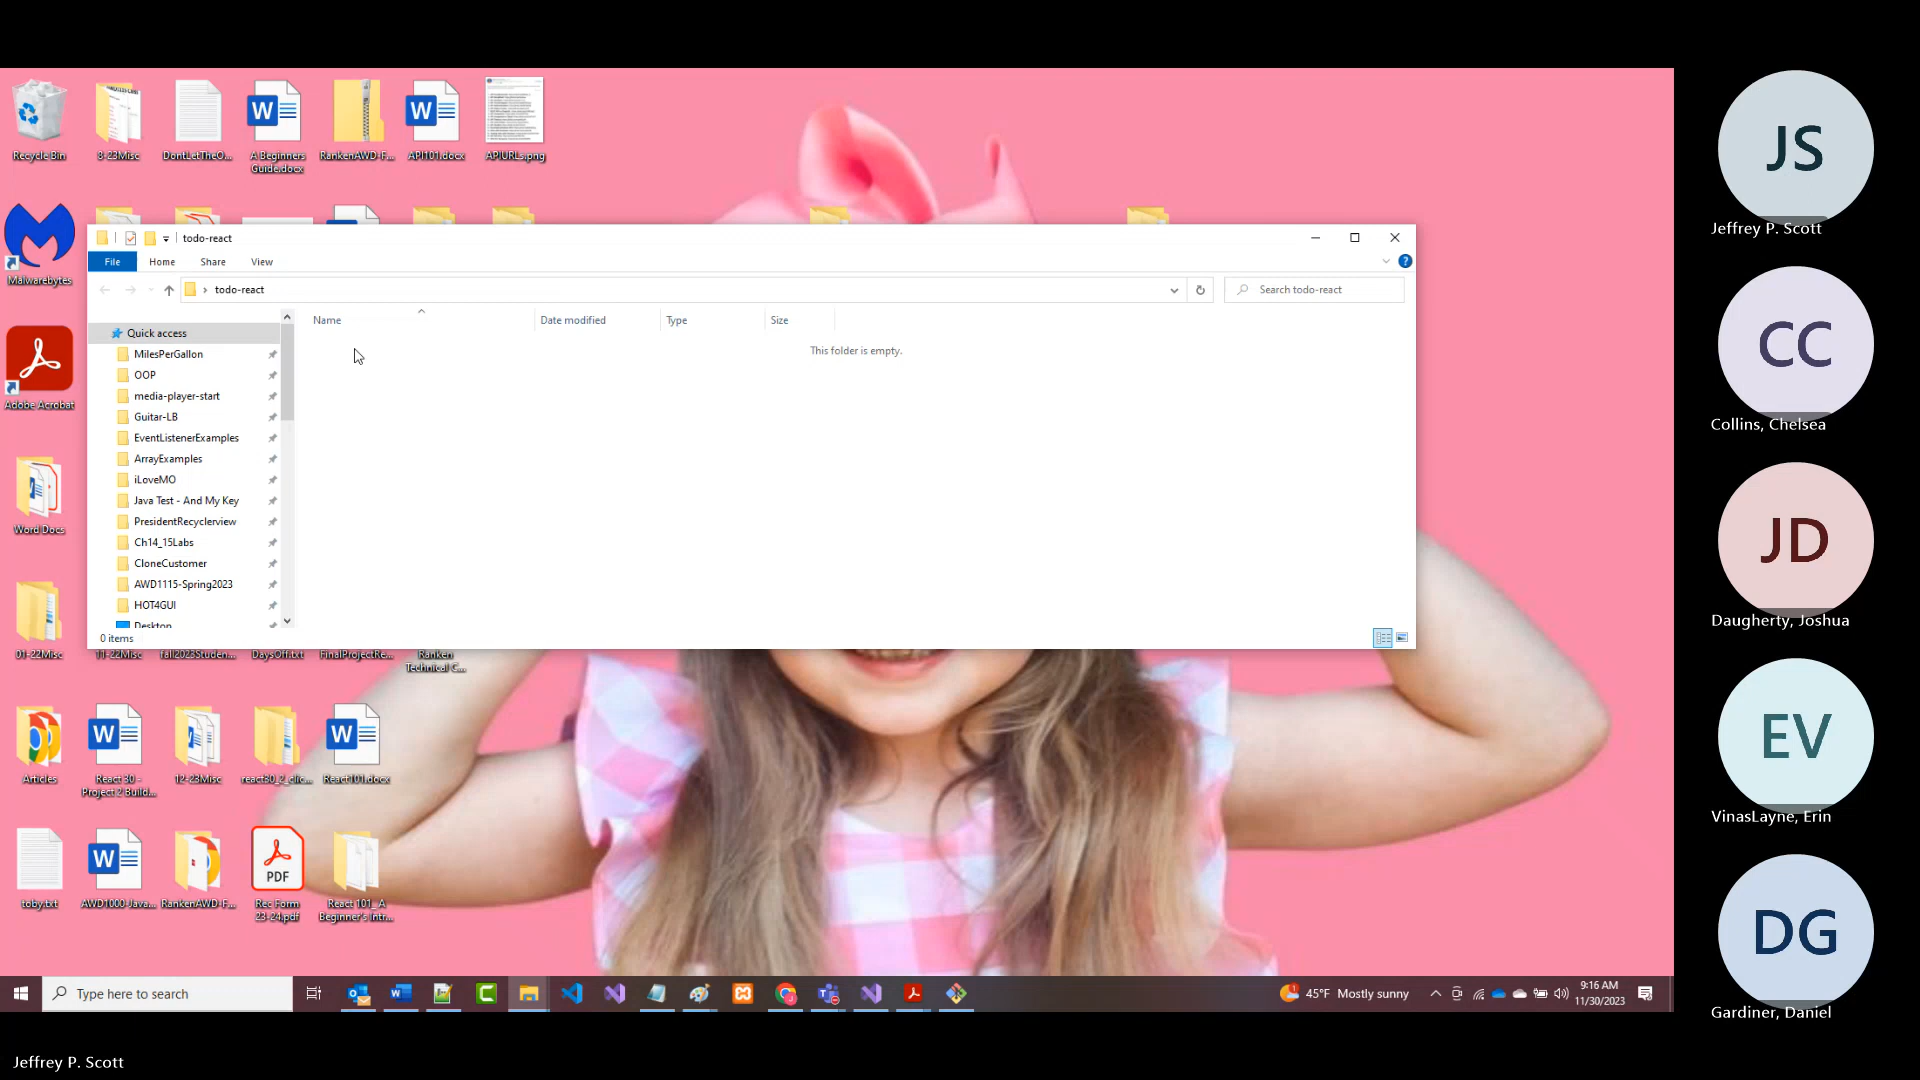 Recycle Bin
8-23Misc
DontLetTheO...
A Beginners
Guide.docx
RankenAWD-F...
API101.docx
APIURLs.png
Malwarebytes
Adobe Acrobat
Word Docs
01-22Misc
11-22Misc
fall2023Studen...
DaysOff.txt
FinalProjectRe...
Ranken
Technical C...
Articles
React 30 -
Project 2 Build...
12-23Misc
react30_2_clic...
React101.docx
toby.txt
AWD1000-Java...
RankenAWD-F...
PDF
Rec Form
23-24.pdf
React 101_ A
Beginner's Intr...
todo-react
File
Home
Share
View
todo-react
Search todo-react
Quick access
MilesPerGallon
OOP
media-player-start
Guitar-LB
EventListenerExamples
ArrayExamples
iLoveMO
Java Test - And My Key
PresidentRecyclerview
Ch14_15Labs
CloneCustomer
AWD1115-Spring2023
HOT4GUI
Desktop
Name
Date modified
Type
Size
This folder is empty.
0 items
Type here to search
45°F Mostly sunny
9:16 AM
11/30/2023
JS
Jeffrey P. Scott
CC
Collins, Chelsea
JD
Daugherty, Joshua
EV
VinasLayne, Erin
DG
Gardiner, Daniel
Jeffrey P. Scott